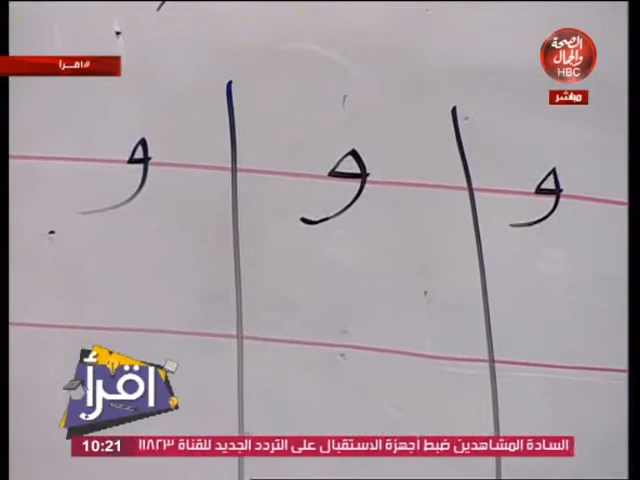 الصحة
والجمال
HBC
مباشر
#اقرأ
و و و
اقرأ
السادة المشاهدين ضبط أجهزة الاستقبال على التردد الجديد للقناة ١١٨٢٣
10:21